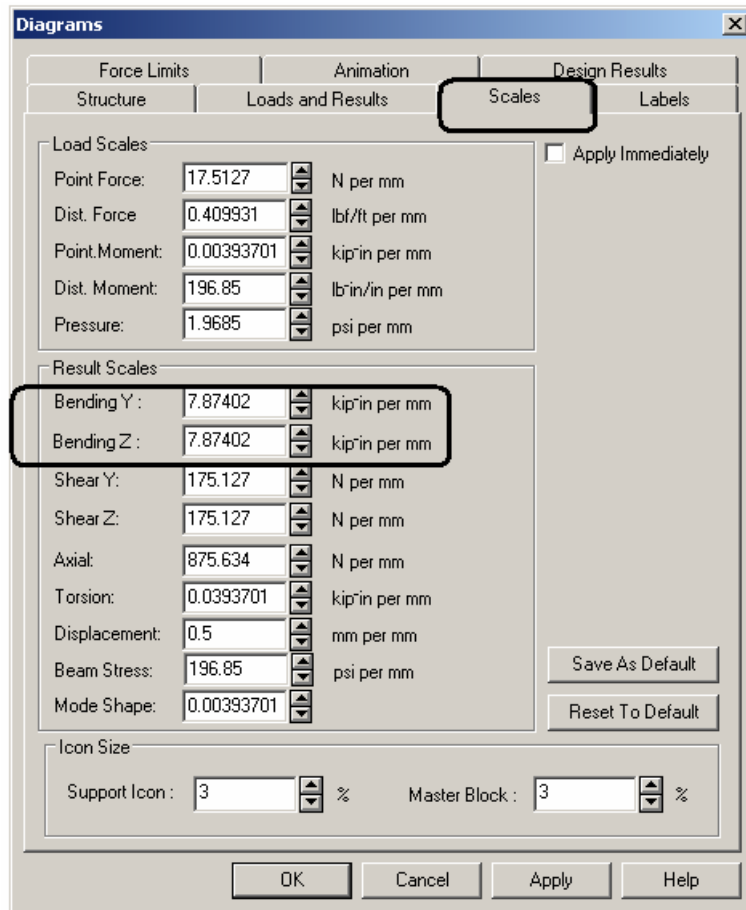 Diagrams
Force Limits Animation Design Results
Structure Loads and Results Scales Labels
Load Scales
Apply Immediately
Point Force: 17.5127 N per mm
Dist. Force 0.409931 lbf/ft per mm
Point.Moment: 0.00393701 kip-in per mm
Dist. Moment: 196.85 lb-in/in per mm
Pressure: 1.9685 psi per mm
Result Scales
Bending Y : 7.87402 kip-in per mm
Bending Z : 7.87402 kip-in per mm
Shear Y: 175.127 N per mm
Shear Z: 175.127 N per mm
Axial: 875.634 N per mm
Torsion: 0.0393701 kip-in per mm
Displacement: 0.5 mm per mm
Beam Stress: 196.85 psi per mm
Mode Shape: 0.00393701
Save As Default
Reset To Default
Icon Size
Support Icon : 3 % Master Block : 3 %
OK Cancel Apply Help